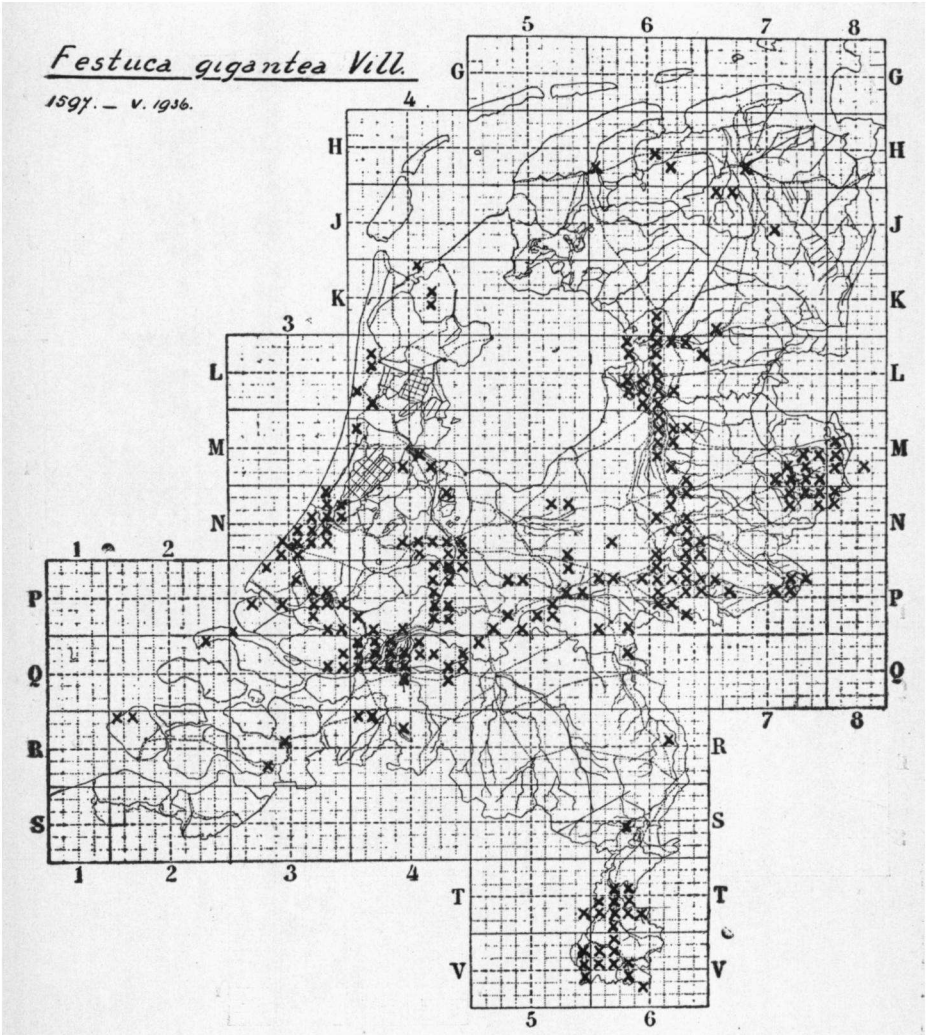 Festuca gigantea Vill.
1597. – V. 1936.
5 6 7 8
G G
4
H H
J J
K K
3
L L
M M
N N
1 2
P P
Q Q
7 8
R R
S S
1 2 3 4
T T
V V
5 6